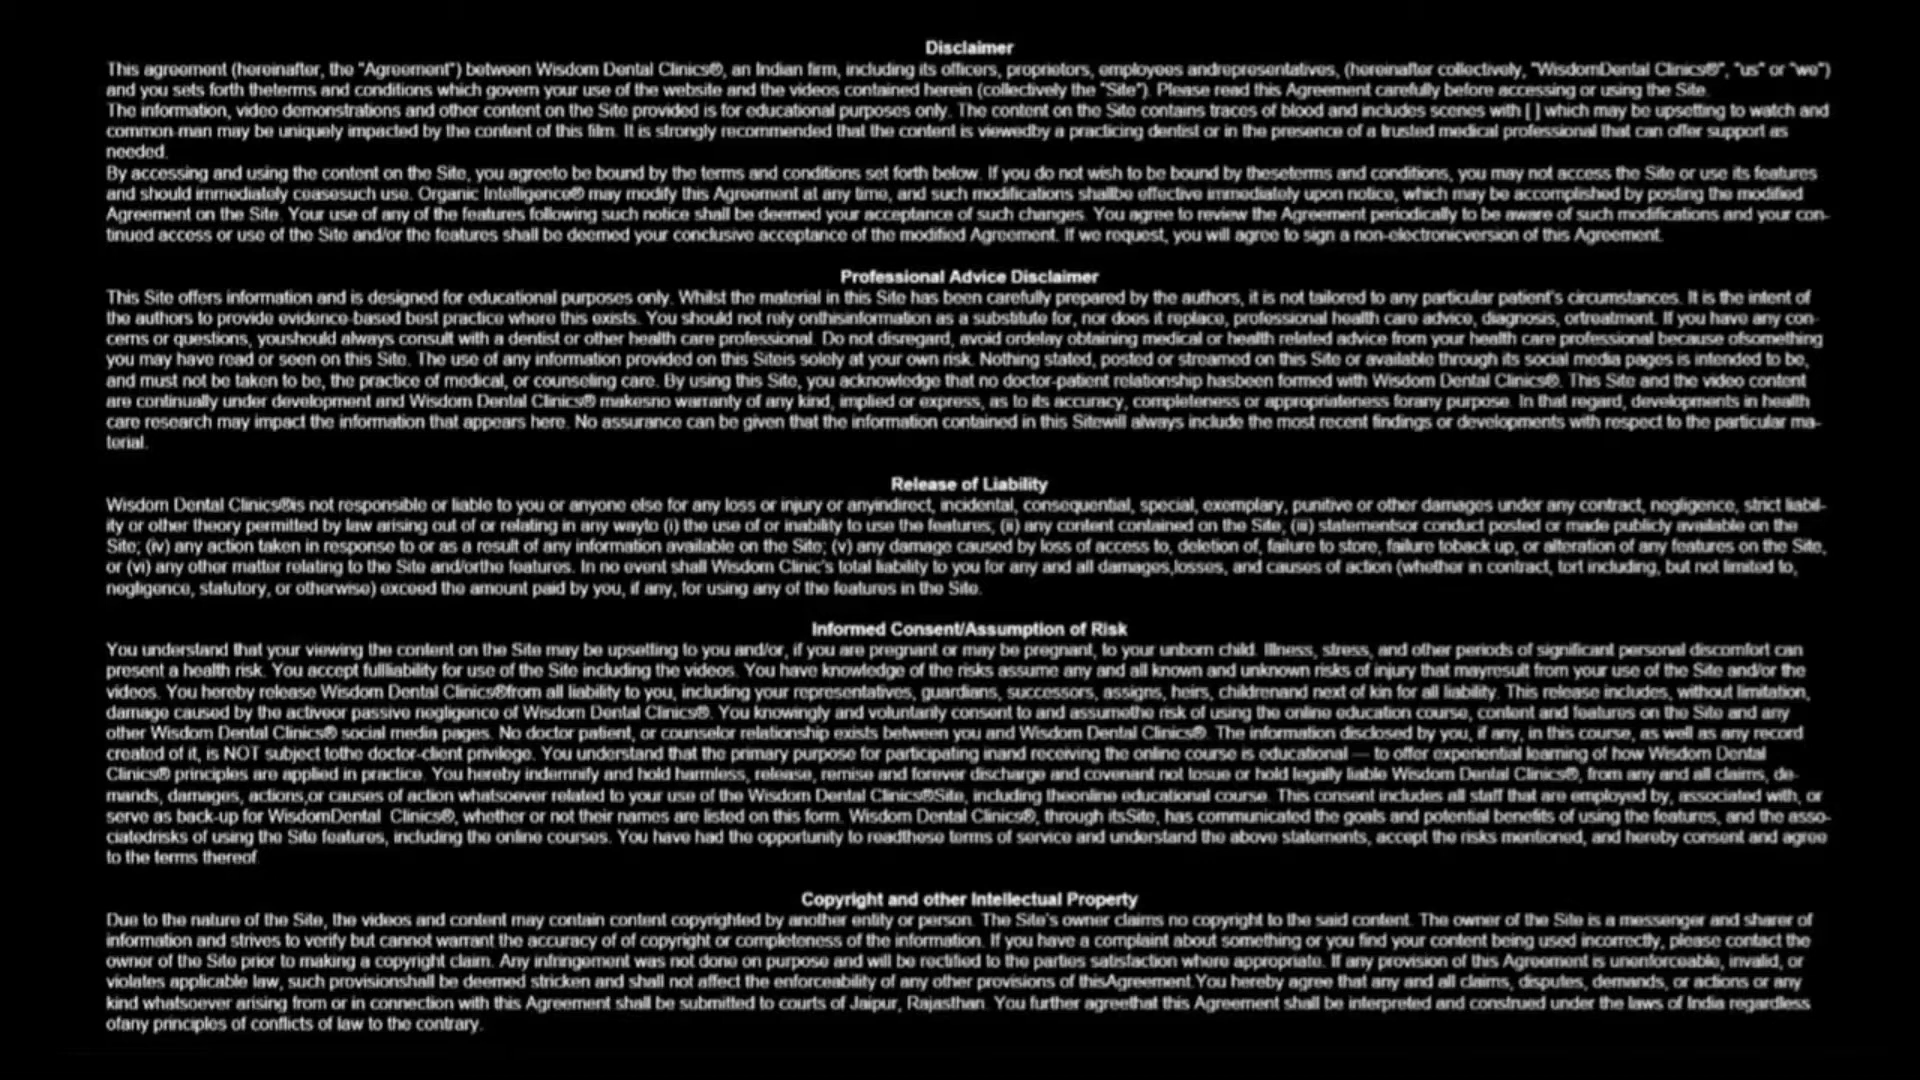 Disclaimer
This agreement (hereinafter, the "Agreement") between Wisdom Dental Clinics®, an Indian firm, including its officers, proprietors, employees andrepresentatives, (hereinafter collectively, "WisdomDental Clinics®", "us" or "we")
and you sets forth theterms and conditions which govern your use of the website and the videos contained herein (collectively the "Site"). Please read this Agreement carefully before accessing or using the Site.
The information, video demonstrations and other content on the Site provided is for educational purposes only. The content on the Site contains traces of blood and includes scenes with [ ] which may be upsetting to watch and
common-man may be uniquely impacted by the content of this film. It is strongly recommended that the content is viewedby a practicing dentist or in the presence of a trusted medical professional that can offer support as
needed.
By accessing and using the content on the Site, you agreeto be bound by the terms and conditions set forth below. If you do not wish to be bound by theseterms and conditions, you may not access the Site or use its features
and should immediately ceasesuch use. Organic Intelligence® may modify this Agreement at any time, and such modifications shallbe effective immediately upon notice, which may be accomplished by posting the modified
Agreement on the Site. Your use of any of the features following such notice shall be deemed your acceptance of such changes. You agree to review the Agreement periodically to be aware of such modifications and your con-
tinued access or use of the Site and/or the features shall be deemed your conclusive acceptance of the modified Agreement. If we request, you will agree to sign a non-electronicversion of this Agreement.
Professional Advice Disclaimer
This Site offers information and is designed for educational purposes only. Whilst the material in this Site has been carefully prepared by the authors, it is not tailored to any particular patient's circumstances. It is the intent of
the authors to provide evidence-based best practice where this exists. You should not rely onthisinformation as a substitute for, nor does it replace, professional health care advice, diagnosis, ortreatment. If you have any con-
cerns or questions, youshould always consult with a dentist or other health care professional. Do not disregard, avoid ordelay obtaining medical or health related advice from your health care professional because ofsomething
you may have read or seen on this Site. The use of any information provided on this Siteis solely at your own risk. Nothing stated, posted or streamed on this Site or available through its social media pages is intended to be,
and must not be taken to be, the practice of medical, or counseling care. By using this Site, you acknowledge that no doctor-patient relationship hasbeen formed with Wisdom Dental Clinics®. This Site and the video content
are continually under development and Wisdom Dental Clinics® makesno warranty of any kind, implied or express, as to its accuracy, completeness or appropriateness forany purpose. In that regard, developments in health
care research may impact the information that appears here. No assurance can be given that the information contained in this Sitewill always include the most recent findings or developments with respect to the particular ma-
terial.
Release of Liability
Wisdom Dental Clinics®is not responsible or liable to you or anyone else for any loss or injury or anyindirect, incidental, consequential, special, exemplary, punitive or other damages under any contract, negligence, strict liabil-
ity or other theory permitted by law arising out of or relating in any wayto (i) the use of or inability to use the features; (ii) any content contained on the Site; (iii) statementsor conduct posted or made publicly available on the
Site; (iv) any action taken in response to or as a result of any information available on the Site; (v) any damage caused by loss of access to, deletion of, failure to store, failure toback up, or alteration of any features on the Site,
or (vi) any other matter relating to the Site and/orthe features. In no event shall Wisdom Clinic's total liability to you for any and all damages,losses, and causes of action (whether in contract, tort including, but not limited to,
negligence, statutory, or otherwise) exceed the amount paid by you, if any, for using any of the features in the Site.
Informed Consent/Assumption of Risk
You understand that your viewing the content on the Site may be upsetting to you and/or, if you are pregnant or may be pregnant, to your unborn child. Illness, stress, and other periods of significant personal discomfort can
present a health risk. You accept fullliability for use of the Site including the videos. You have knowledge of the risks assume any and all known and unknown risks of injury that mayresult from your use of the Site and/or the
videos. You hereby release Wisdom Dental Clinics®from all liability to you, including your representatives, guardians, successors, assigns, heirs, childrenand next of kin for all liability. This release includes, without limitation,
damage caused by the activeor passive negligence of Wisdom Dental Clinics®. You knowingly and voluntarily consent to and assumethe risk of using the online education course, content and features on the Site and any
other Wisdom Dental Clinics® social media pages. No doctor patient, or counselor relationship exists between you and Wisdom Dental Clinics®. The information disclosed by you, if any, in this course, as well as any record
created of it, is NOT subject tothe doctor-client privilege. You understand that the primary purpose for participating inand receiving the online course is educational — to offer experiential learning of how Wisdom Dental
Clinics® principles are applied in practice. You hereby indemnify and hold harmless, release, remise and forever discharge and covenant not tosue or hold legally liable Wisdom Dental Clinics®, from any and all claims, de-
mands, damages, actions,or causes of action whatsoever related to your use of the Wisdom Dental Clinics®Site, including theonline educational course. This consent includes all staff that are employed by, associated with, or
serve as back-up for WisdomDental Clinics®, whether or not their names are listed on this form. Wisdom Dental Clinics®, through itsSite, has communicated the goals and potential benefits of using the features, and the asso-
ciatedrisks of using the Site features, including the online courses. You have had the opportunity to readthese terms of service and understand the above statements, accept the risks mentioned, and hereby consent and agree
to the terms thereof.
Copyright and other Intellectual Property
Due to the nature of the Site, the videos and content may contain content copyrighted by another entity or person. The Site's owner claims no copyright to the said content. The owner of the Site is a messenger and sharer of
information and strives to verify but cannot warrant the accuracy of of copyright or completeness of the information. If you have a complaint about something or you find your content being used incorrectly, please contact the
owner of the Site prior to making a copyright claim. Any infringement was not done on purpose and will be rectified to the parties satisfaction where appropriate. If any provision of this Agreement is unenforceable, invalid, or
violates applicable law, such provisionshall be deemed stricken and shall not affect the enforceability of any other provisions of thisAgreement.You hereby agree that any and all claims, disputes, demands, or actions or any
kind whatsoever arising from or in connection with this Agreement shall be submitted to courts of Jaipur, Rajasthan. You further agreethat this Agreement shall be interpreted and construed under the laws of India regardless
ofany principles of conflicts of law to the contrary.